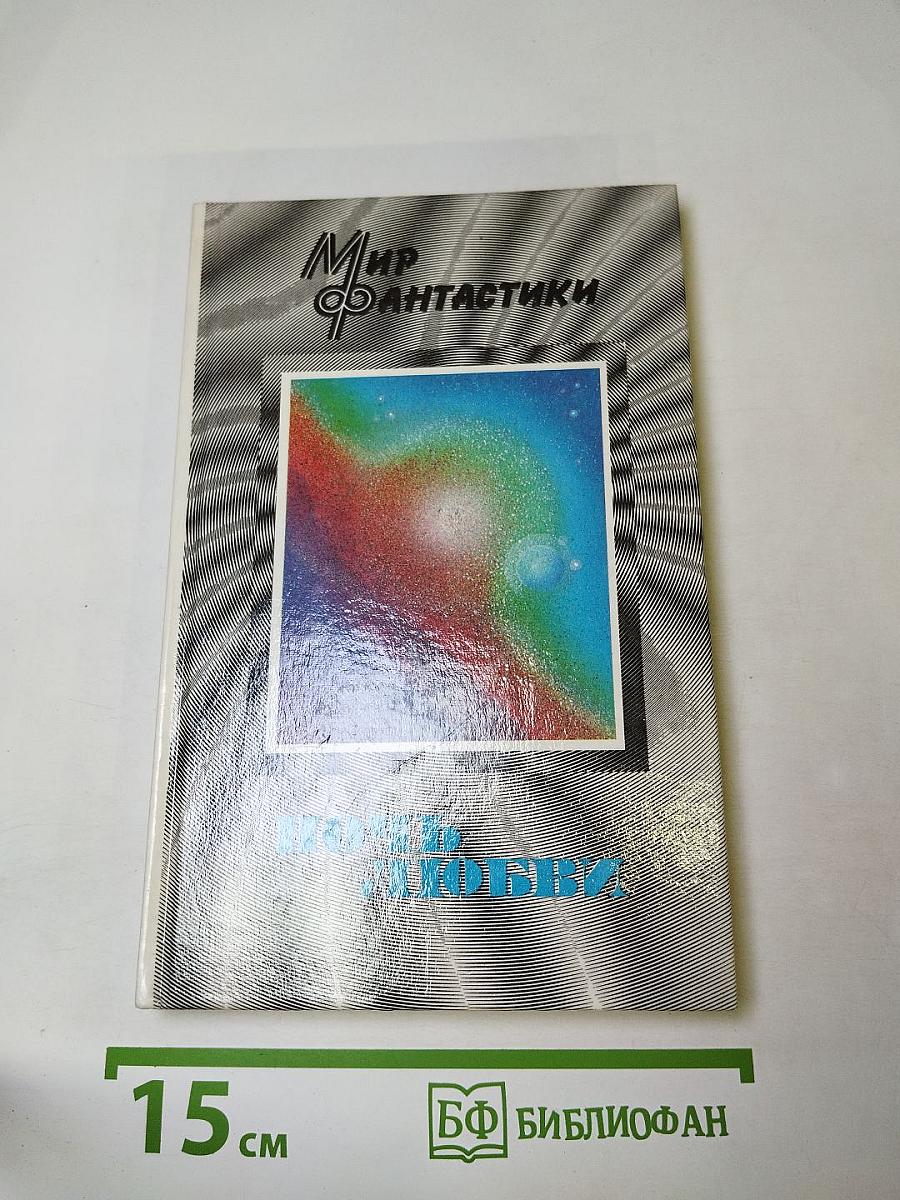 Мир
Фантастики
НОЧЬ
ЛЮБВИ
15 см
БФ БИБЛИОФАН